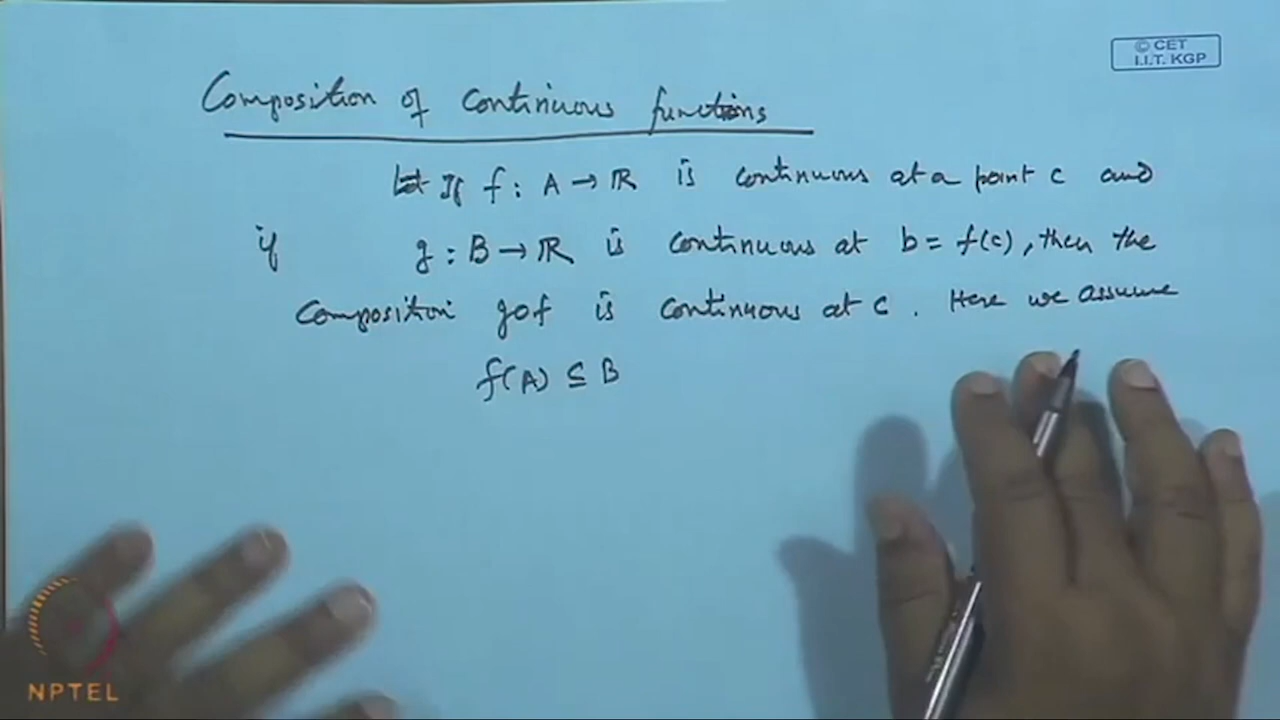 © CET
I.I.T. KGP
Composition of Continuous functions
If f : A → ℝ is continuous at a point c and
if g : B → ℝ is continuous at b = f(c), then the
Composition gof is continuous at c. Here we assume
f(A) ⊆ B
NPTEL